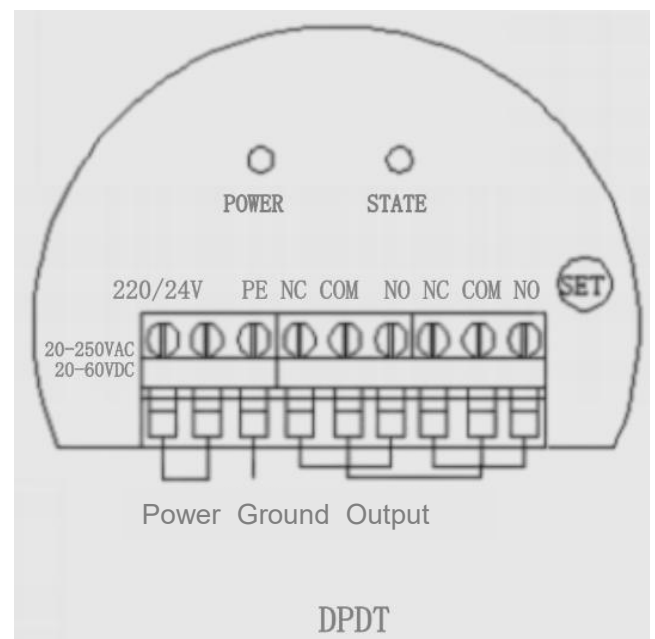 POWER STATE
220/24V PE NC COM NO NC COM NO SET
20-250VAC
20-60VDC
Power Ground Output
DPDT